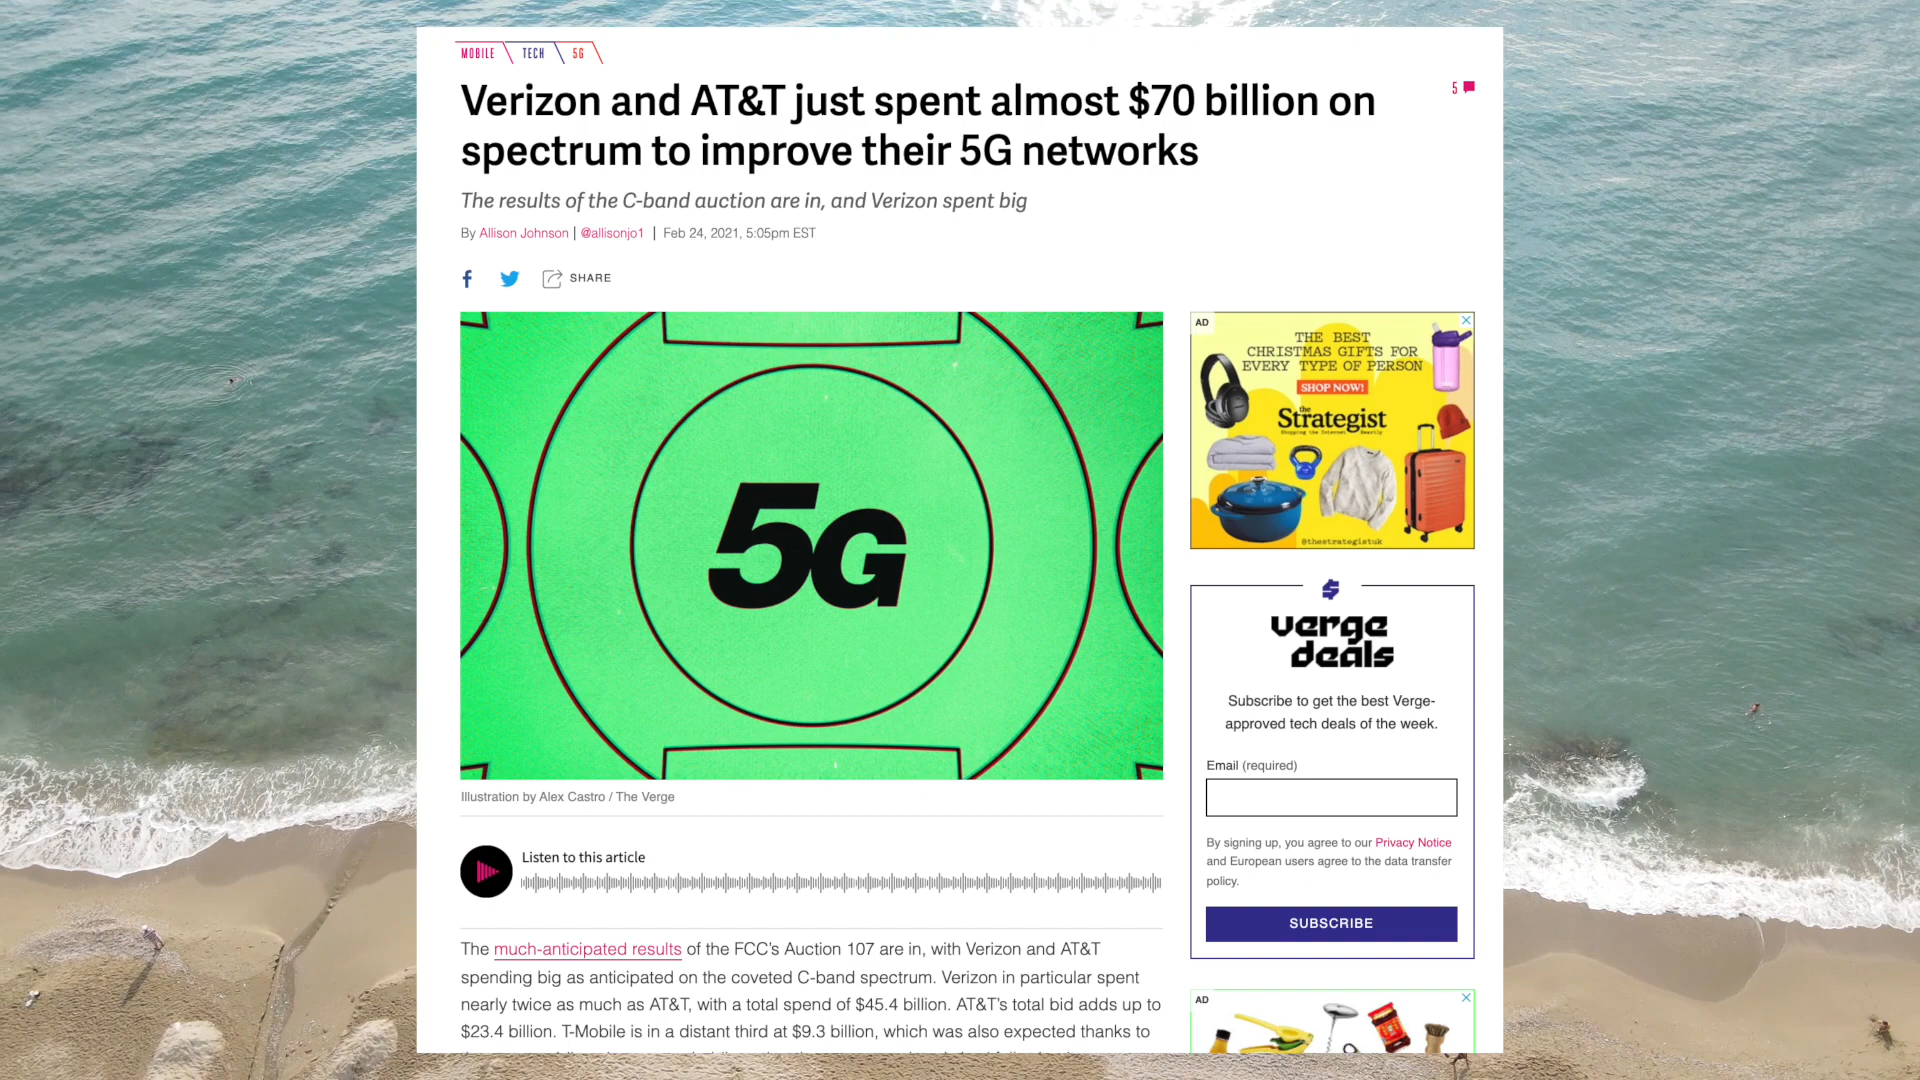 MOBILE TECH 5G
Verizon and AT&T just spent almost $70 billion on
spectrum to improve their 5G networks
5
The results of the C-band auction are in, and Verizon spent big
By Allison Johnson | @allisonjo1 | Feb 24, 2021, 5:05pm EST
SHARE
5G
Illustration by Alex Castro / The Verge
Listen to this article
The much-anticipated results of the FCC's Auction 107 are in, with Verizon and AT&T
spending big as anticipated on the coveted C-band spectrum. Verizon in particular spent
nearly twice as much as AT&T, with a total spend of $45.4 billion. AT&T's total bid adds up to
$23.4 billion. T-Mobile is in a distant third at $9.3 billion, which was also expected thanks to
AD
THE BEST
CHRISTMAS GIFTS FOR
EVERY TYPE OF PERSON
SHOP NOW!
the
Strategist
Shopping the Internet Smartly
@thestrategistuk
verge
deals
Subscribe to get the best Verge-
approved tech deals of the week.
Email (required)
By signing up, you agree to our Privacy Notice
and European users agree to the data transfer
policy.
SUBSCRIBE
AD